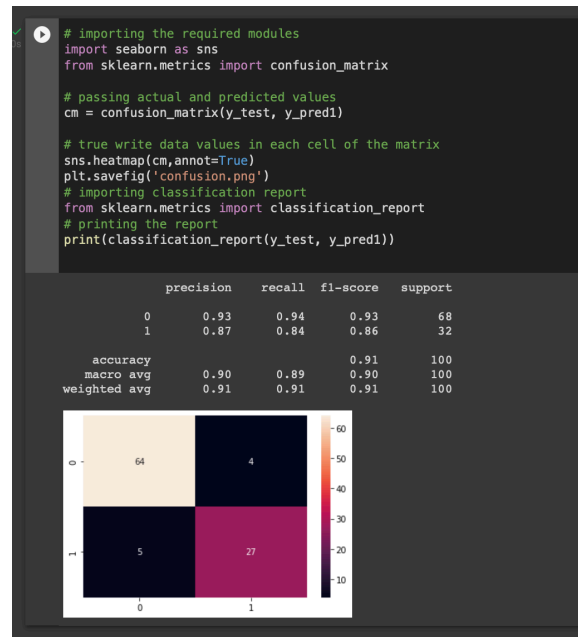 # importing the required modules
import seaborn as sns
from sklearn.metrics import confusion_matrix
# passing actual and predicted values
cm = confusion_matrix(y_test, y_pred1)
# true write data values in each cell of the matrix
sns.heatmap(cm,annot=True)
plt.savefig('confusion.png')
# importing classification report
from sklearn.metrics import classification_report
# printing the report
print(classification_report(y_test, y_pred1))
precision recall f1-score support
0 0.93 0.94 0.93 68
1 0.87 0.84 0.86 32
accuracy 0.91 100
macro avg 0.90 0.89 0.90 100
weighted avg 0.91 0.91 0.91 100
60
0 64 4
50
40
30
1 5 27
20
10
0 1